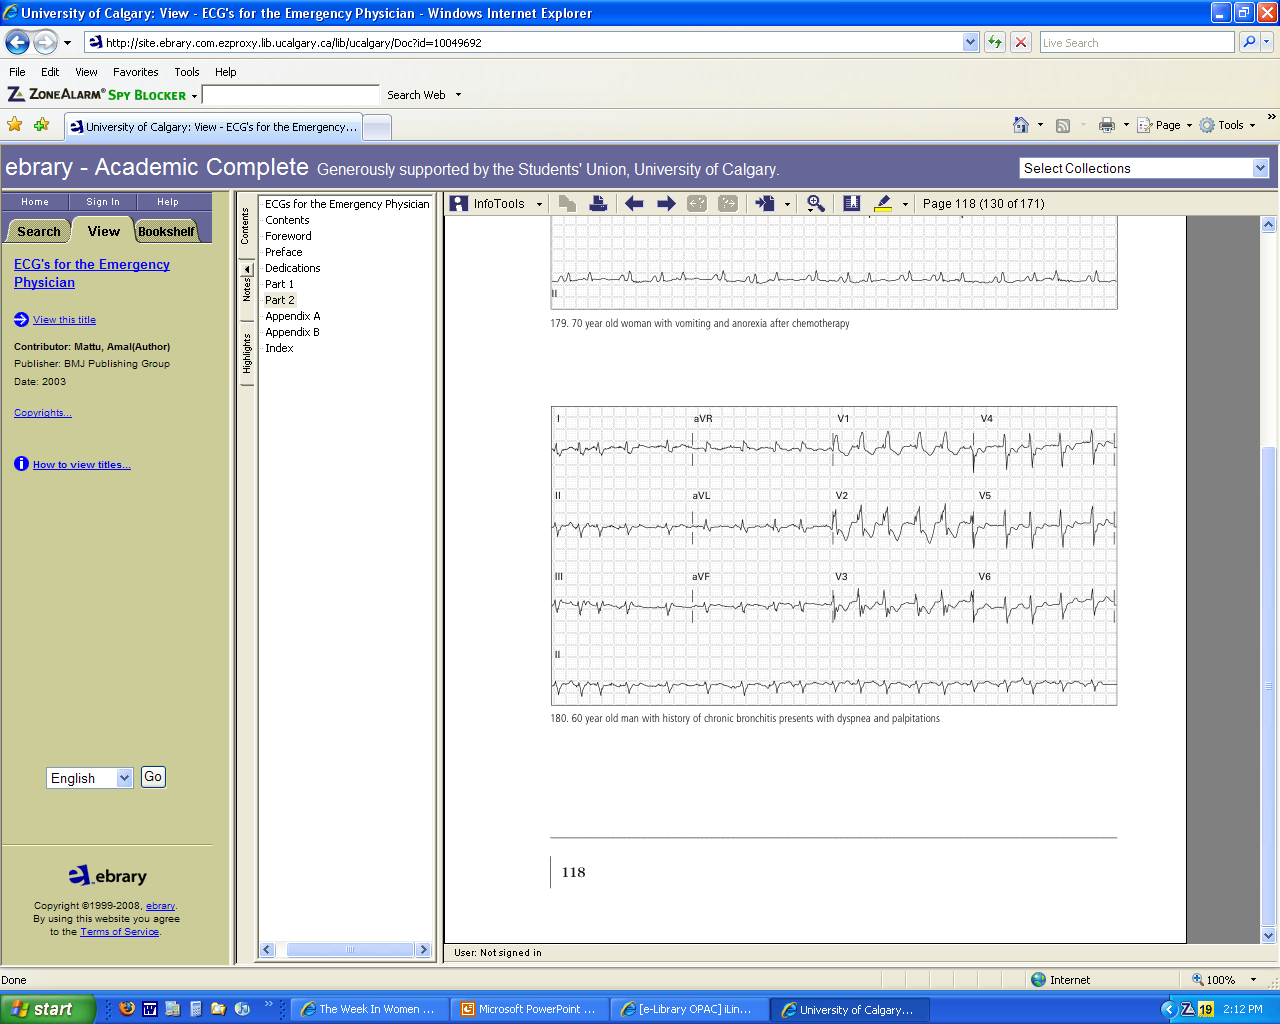 University of Calgary: View - ECG's for the Emergency Physician - Windows Internet Explorer
http://site.ebrary.com.ezproxy.lib.ucalgary.ca/lib/ucalgary/Doc?id=10049692
Live Search
File Edit View Favorites Tools Help
ZONEALARM® SPY BLOCKER Search Web
University of Calgary: View - ECG's for the Emergency... Page Tools
ebrary - Academic Complete Generously supported by the Students' Union, University of Calgary.
Select Collections
Home Sign In Help
Search View Bookshelf
ECG's for the Emergency
Physician
View this title
Contributor: Mattu, Amal(Author)
Publisher: BMJ Publishing Group
Date: 2003
Copyrights...
How to view titles...
English Go
ebrary
Copyright ©1999-2008, ebrary.
By using this website you agree
to the Terms of Service.
Contents
Notes
Highlights
ECGs for the Emergency Physician
Contents
Foreword
Preface
Dedications
Part 1
Part 2
Appendix A
Appendix B
Index
InfoTools Page 118 (130 of 171)
II
179. 70 year old woman with vomiting and anorexia after chemotherapy
I aVR V1 V4
II aVL V2 V5
III aVF V3 V6
II
180. 60 year old man with history of chronic bronchitis presents with dyspnea and palpitations
118
User: Not signed in
Done Internet 100%
start The Week In Women ... Microsoft PowerPoint ... [e-Library OPAC] iLin... University of Calgary... 19 2:12 PM